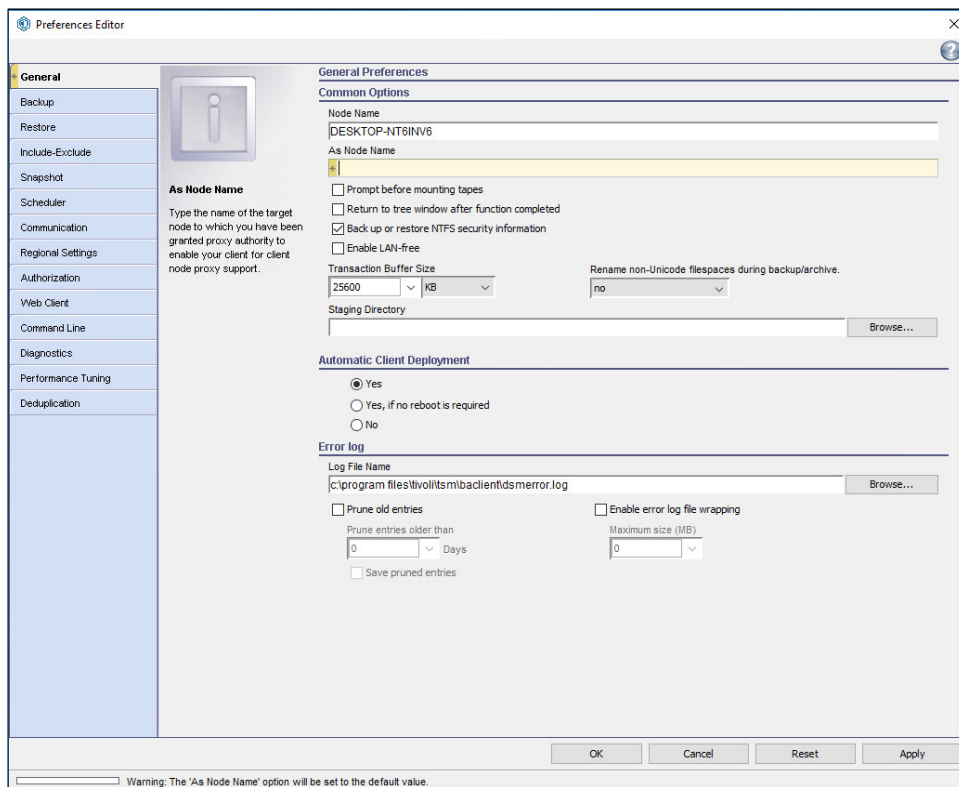 Preferences Editor
General
Backup
Restore
Include-Exclude
Snapshot
Scheduler
Communication
Regional Settings
Authorization
Web Client
Command Line
Diagnostics
Performance Tuning
Deduplication
As Node Name
Type the name of the target
node to which you have been
granted proxy authority to
enable your client for client
node proxy support.
General Preferences
Common Options
Node Name
DESKTOP-NT6INV6
As Node Name
Prompt before mounting tapes
Return to tree window after function completed
Back up or restore NTFS security information
Enable LAN-free
Transaction Buffer Size
Rename non-Unicode filespaces during backup/archive.
25600 KB no
Staging Directory
Browse...
Automatic Client Deployment
Yes
Yes, if no reboot is required
No
Error log
Log File Name
c:\program files\tivoli\tsm\baclient\dsmerror.log Browse...
Prune old entries Enable error log file wrapping
Prune entries older than Maximum size (MB)
0 Days 0
Save pruned entries
OK Cancel Reset Apply
Warning: The 'As Node Name' option will be set to the default value.